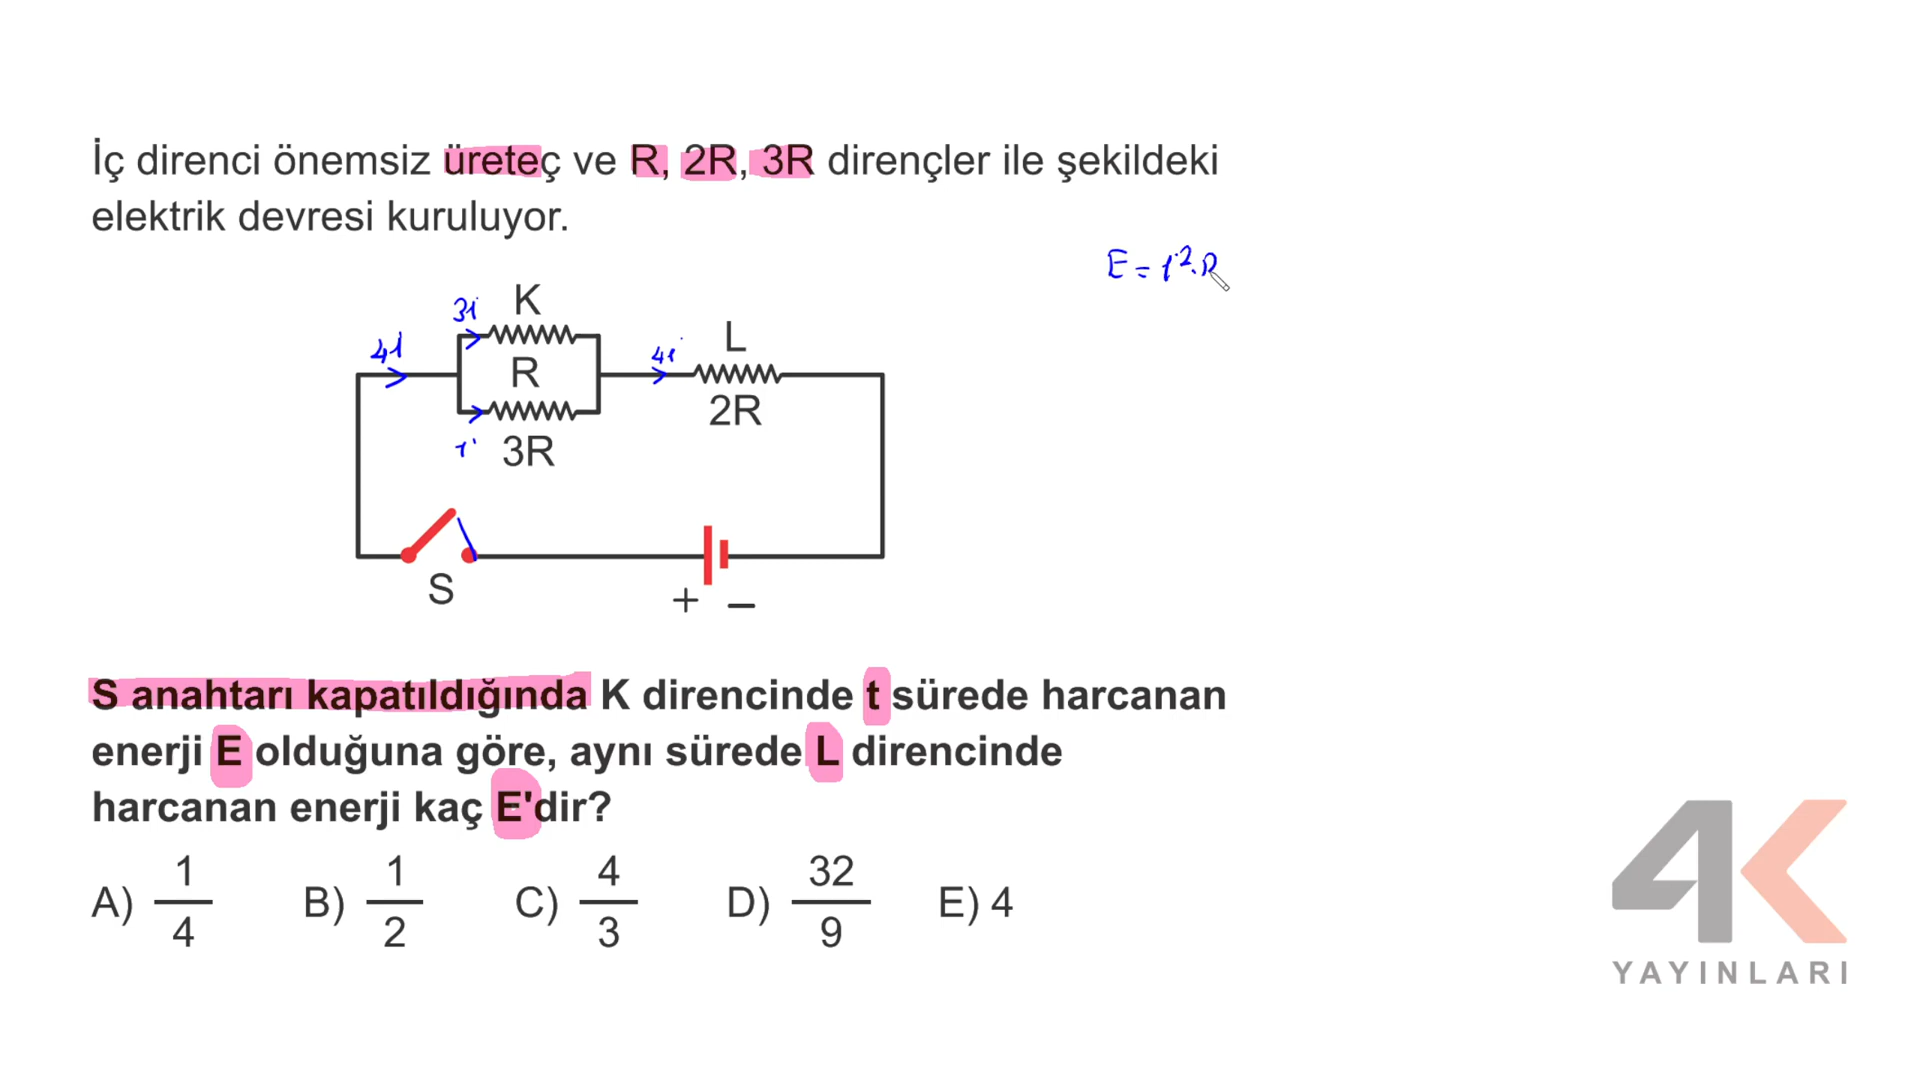 İç direnci önemsiz üreteç ve R, 2R, 3R dirençler ile şekildeki
elektrik devresi kuruluyor.
E = i².R
3i K
4i
R
4i L
2R
i 3R
S
+ −
S anahtarı kapatıldığında K direncinde t sürede harcanan
enerji E olduğuna göre, aynı sürede L direncinde
harcanan enerji kaç E'dir?
A) 1/4 B) 1/2 C) 4/3 D) 32/9 E) 4
4K
YAYINLARI